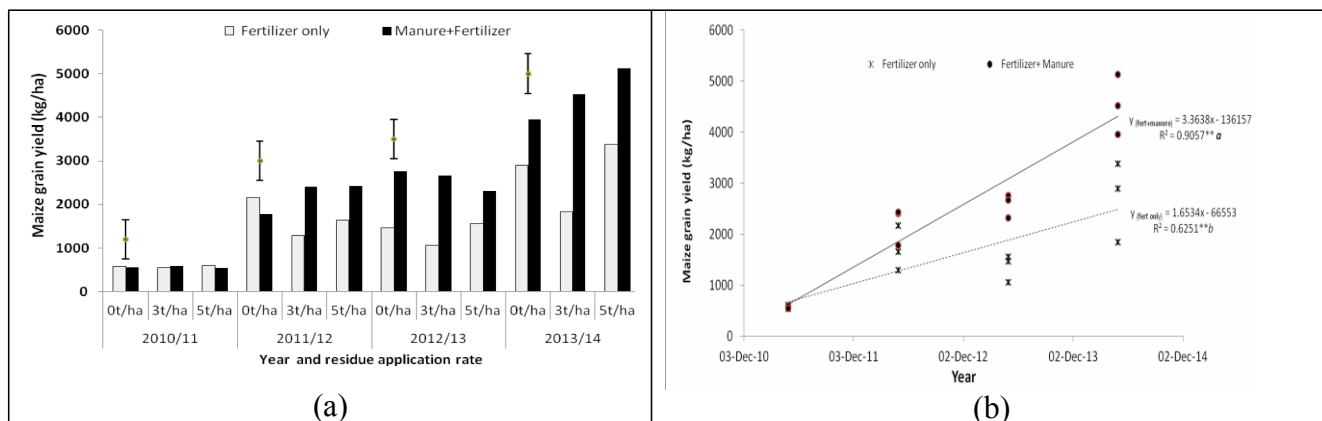 Fertilizer only Manure+Fertilizer
6000
5000
4000
3000
2000
1000
0
Maize grain yield (kg/ha)
0t/ha 3t/ha 5t/ha 0t/ha 3t/ha 5t/ha 0t/ha 3t/ha 5t/ha 0t/ha 3t/ha 5t/ha
2010/11 2011/12 2012/13 2013/14
Year and residue application rate
(a)
Fertilizer only Fertilizer+ Manure
6000
5000
4000
3000
2000
1000
0
Maize grain yield (kg/ha)
y (fert+manure) = 3.3638x - 136157
R² = 0.9057** a
y (fert only) = 1.6534x - 66553
R² = 0.6251**b
03-Dec-10 03-Dec-11 02-Dec-12 02-Dec-13 02-Dec-14
Year
(b)